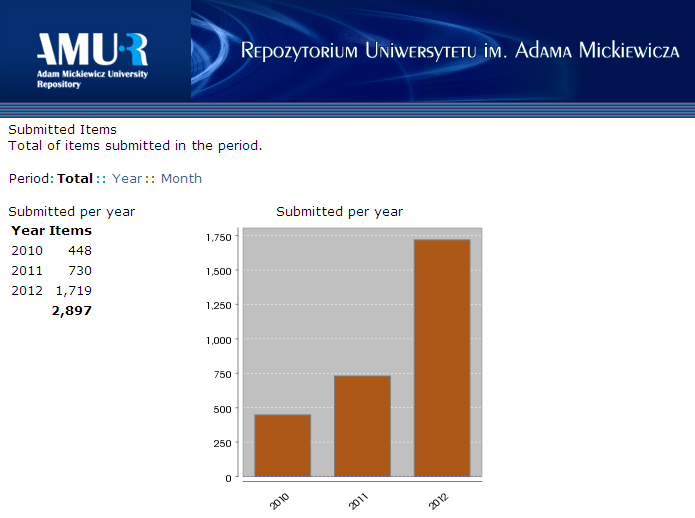 AMU·R
Adam Mickiewicz University
Repository
Repozytorium Uniwersytetu im. Adama Mickiewicza
Submitted Items
Total of items submitted in the period.
Period: Total :: Year :: Month
Submitted per year
Year Items
2010 448
2011 730
2012 1,719
2,897
Submitted per year
1,750
1,500
1,250
1,000
750
500
250
0
2010
2011
2012